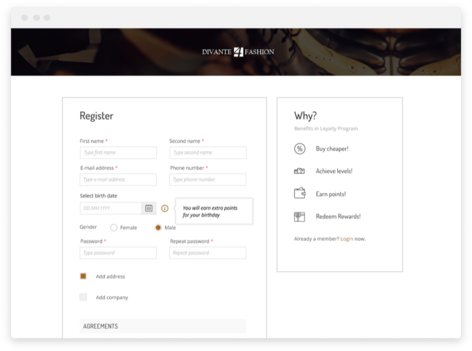 DIVANTE 4 FASHION
Register
First name *
Second name *
Type first name
Type second name
E-mail address *
Phone number *
Type e-mail address
Type phone number
Select birth date
You will earn extra points
for your birthday
Gender
Female
Male
Password *
Repeat password *
Type password
Repeat password
Add address
Add company
AGREEMENTS
Why?
Benefits in Loyalty Program
Buy cheaper!
Achieve levels!
Earn points!
Redeem Rewards!
Already a member? Login now.